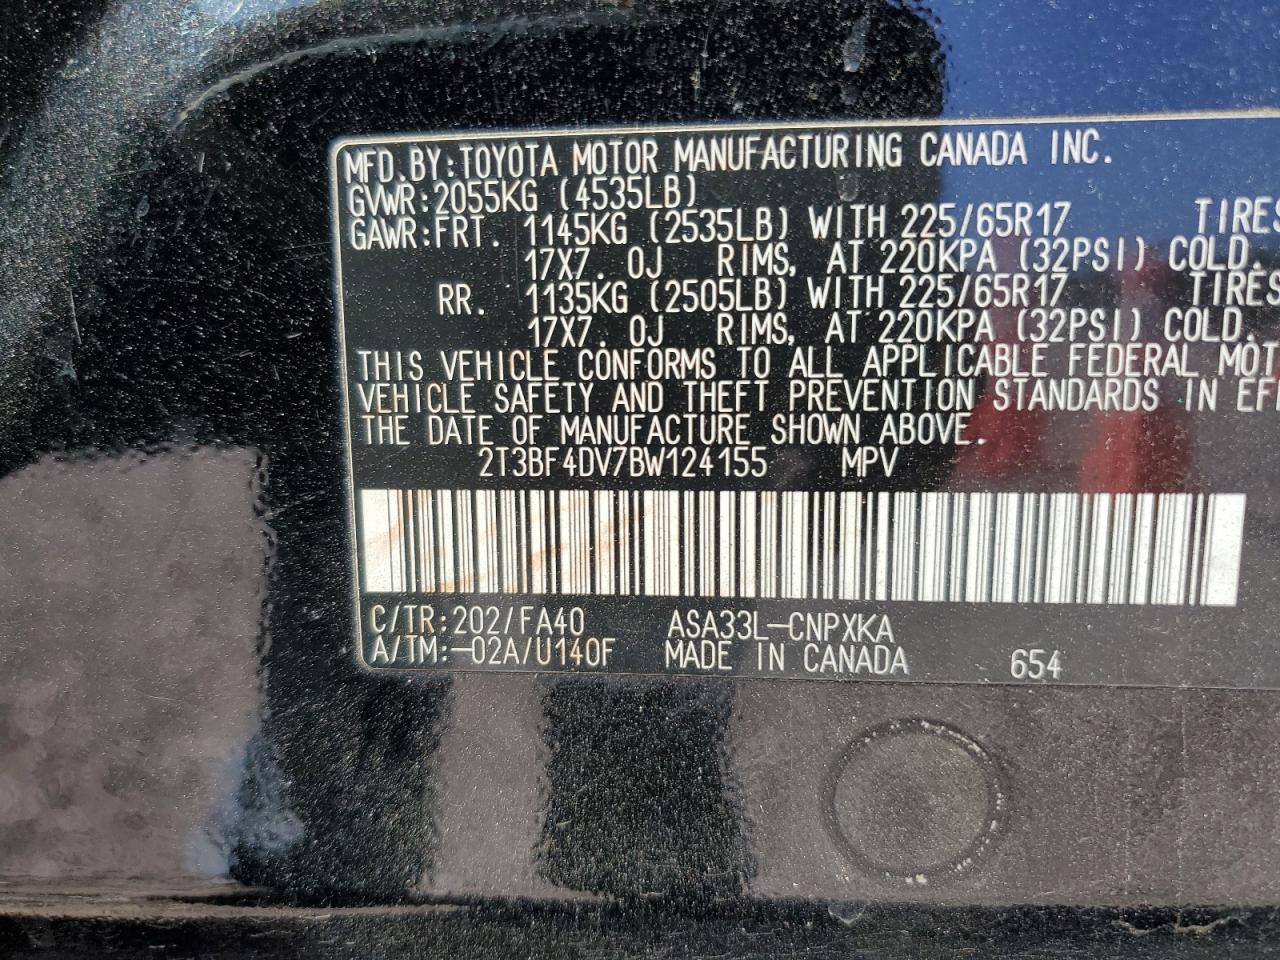 MFD.BY:TOYOTA MOTOR MANUFACTURING CANADA INC.
GVWR:2055KG (4535LB)
GAWR:FRT. 1145KG (2535LB) WITH 225/65R17 TIRES
17X7.0J RIMS, AT 220KPA (32PSI) COLD.
RR. 1135KG (2505LB) WITH 225/65R17 TIRES
17X7.0J RIMS, AT 220KPA (32PSI) COLD.
THIS VEHICLE CONFORMS TO ALL APPLICABLE FEDERAL MOT
VEHICLE SAFETY AND THEFT PREVENTION STANDARDS IN EF
THE DATE OF MANUFACTURE SHOWN ABOVE.
2T3BF4DV7BW124155 MPV
C/TR:202/FA40 ASA33L-CNPXKA
A/TM:-02A/U140F MADE IN CANADA 654